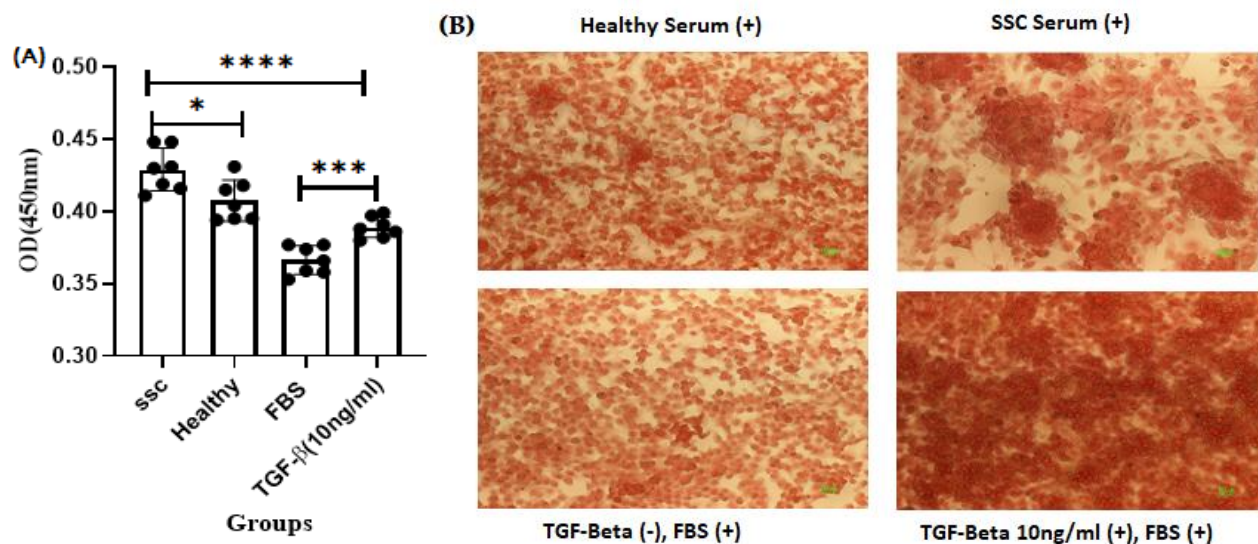 (A)
0.50
0.45
0.40
0.35
0.30
OD(450nm)
****
*
***
ssc
Healthy
FBS
TGF-β(10ng/ml)
Groups
(B)
Healthy Serum (+)
SSC Serum (+)
TGF-Beta (-), FBS (+)
TGF-Beta 10ng/ml (+), FBS (+)